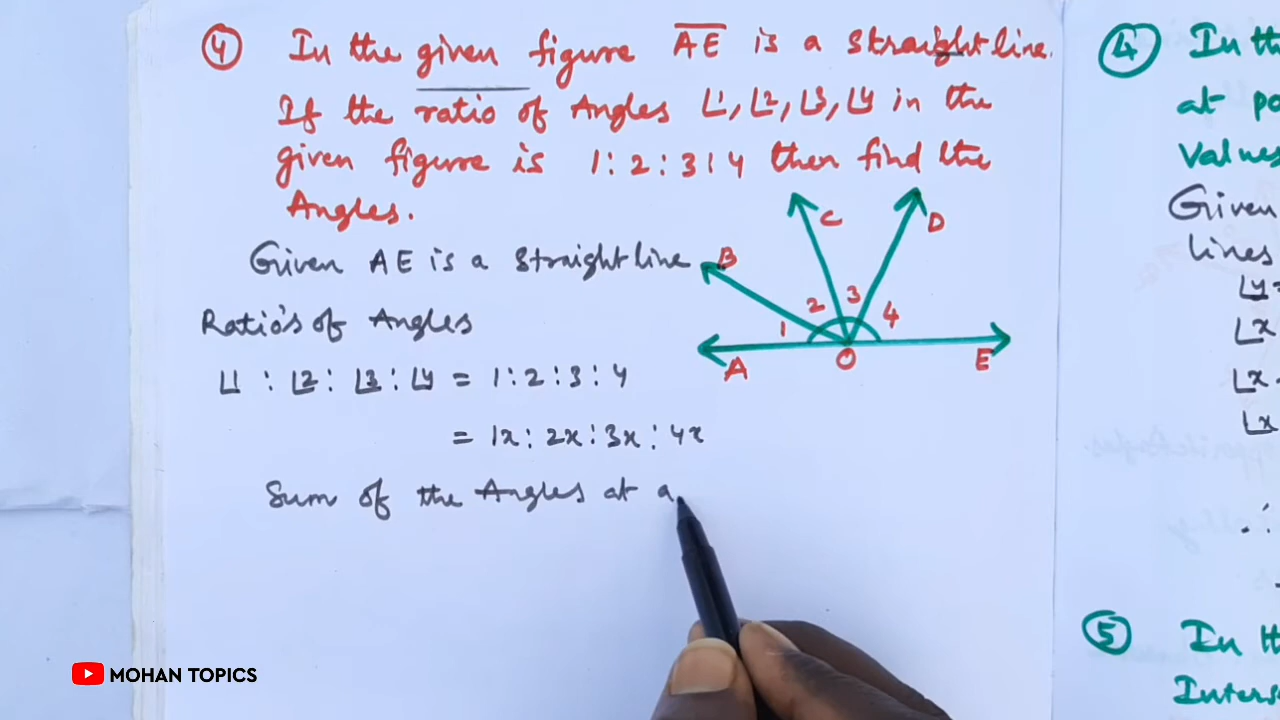 ④ In the given figure AE is a straight line.
If the ratio of Angles ∠1, ∠2, ∠3, ∠4 in the
given figure is 1:2:3:4 then find the
Angles.
Given AE is a straight line
Ratio's of Angles
∠1 : ∠2 : ∠3 : ∠4 = 1:2:3:4
= 1x : 2x : 3x : 4x
Sum of the Angles at a
B
C
D
1
2
3
4
A
O
E
④ In th
at po
Values
Given
lines
∠y =
∠x
∠x
∠x
∴
⑤ In th
Inters
MOHAN TOPICS